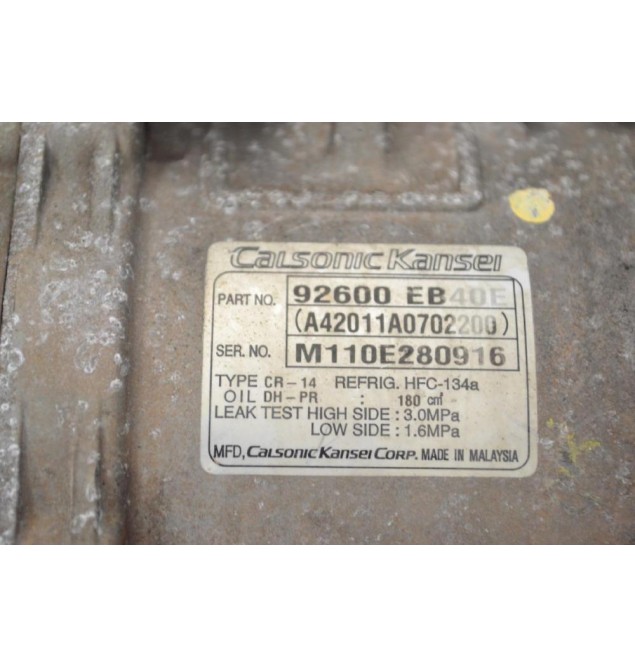 Calsonic Kansei
PART NO. 92600 EB40E
(A42011A0702200)
SER. NO. M110E280916
TYPE CR-14 REFRIG. HFC-134a
OIL DH-PR : 180 cm³
LEAK TEST HIGH SIDE : 3.0MPa
LOW SIDE : 1.6MPa
MFD, CALSONIC KANSEI CORP. MADE IN MALAYSIA